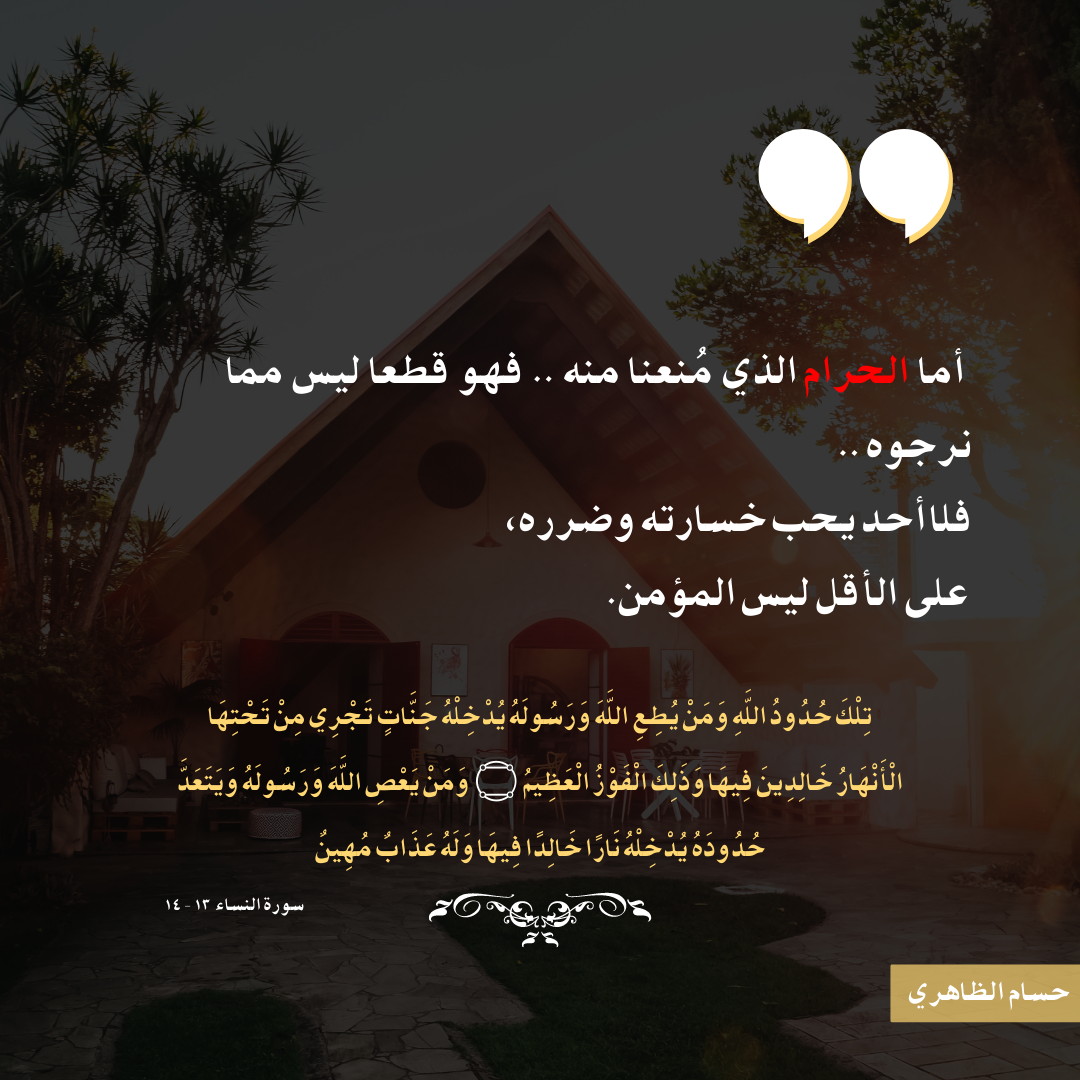 أما الحرام الذي مُنعنا منه .. فهو قطعا ليس مما
نرجوه ..
فلا أحد يحب خسارته وضرره،
على الأقل ليس المؤمن.
تِلْكَ حُدُودُ اللَّهِ وَمَنْ يُطِعِ اللَّهَ وَرَسُولَهُ يُدْخِلْهُ جَنَّاتٍ تَجْرِي مِنْ تَحْتِهَا
الْأَنْهَارُ خَالِدِينَ فِيهَا وَذَلِكَ الْفَوْزُ الْعَظِيمُ ۝ وَمَنْ يَعْصِ اللَّهَ وَرَسُولَهُ وَيَتَعَدَّ
حُدُودَهُ يُدْخِلْهُ نَارًا خَالِدًا فِيهَا وَلَهُ عَذَابٌ مُهِينٌ
سورة النساء ١٣ - ١٤
حسام الظاهري